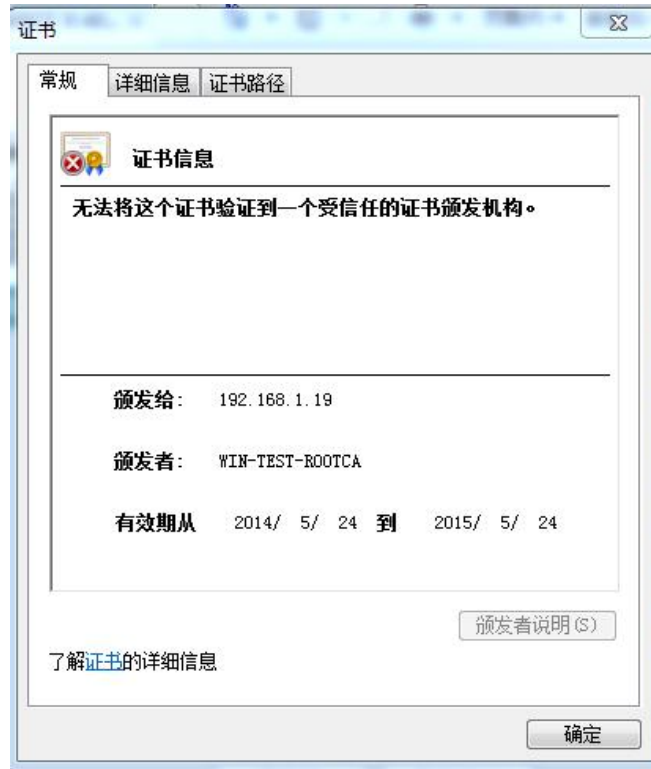 证书
常规 详细信息 证书路径
证书信息
无法将这个证书验证到一个受信任的证书颁发机构。
颁发给: 192.168.1.19
颁发者: WIN-TEST-ROOTCA
有效期从 2014/ 5/ 24 到 2015/ 5/ 24
颁发者说明(S)
了解证书的详细信息
确定